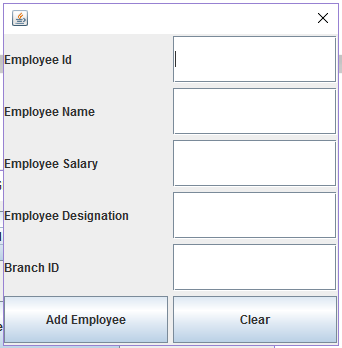 Employee Id
Employee Name
Employee Salary
Employee Designation
Branch ID
Add Employee Clear